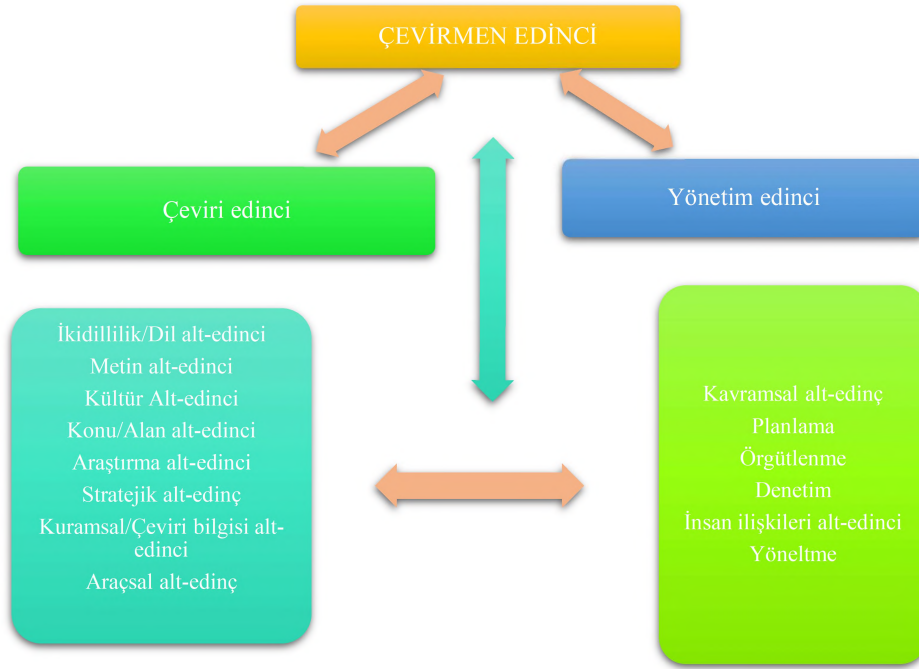 ÇEVİRMEN EDİNCİ
Çeviri edinci
Yönetim edinci
İkidillilik/Dil alt-edinci
Metin alt-edinci
Kültür Alt-edinci
Konu/Alan alt-edinci
Araştırma alt-edinci
Stratejik alt-edinç
Kuramsal/Çeviri bilgisi alt-
edinci
Araçsal alt-edinç
Kavramsal alt-edinç
Planlama
Örgütlenme
Denetim
İnsan ilişkileri alt-edinci
Yöneltme